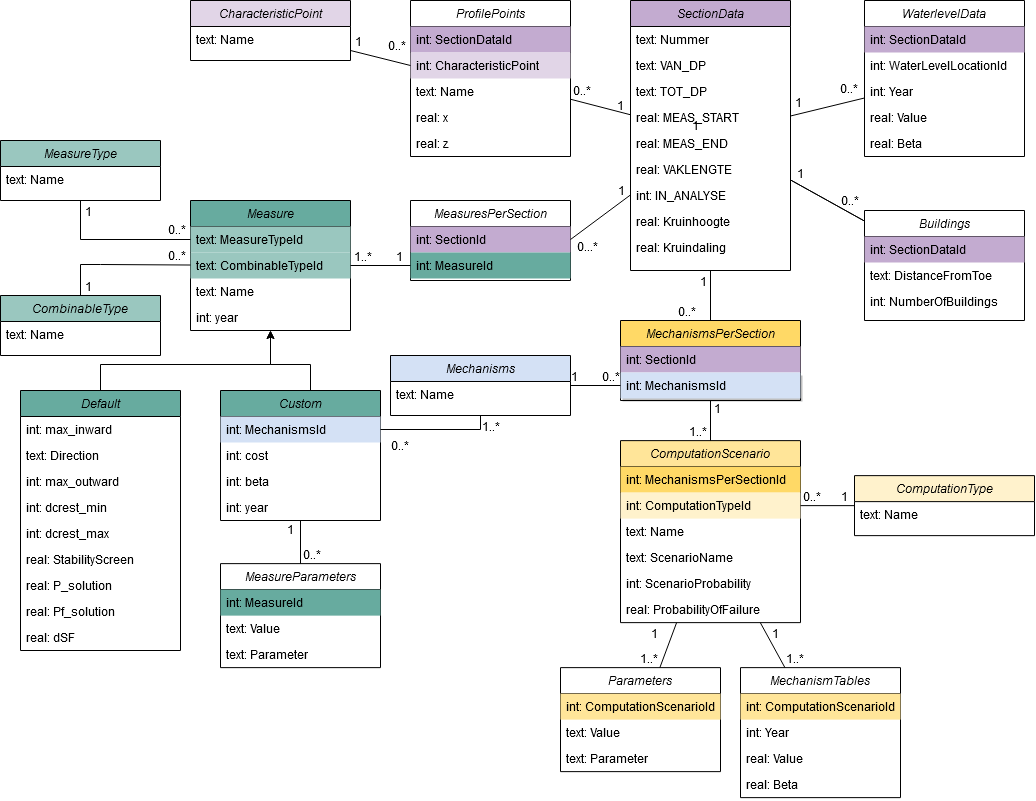 CharacteristicPoint
text: Name
1
0..*
ProfilePoints
int: SectionDataId
int: CharacteristicPoint
text: Name
real: x
real: z
0..*
1
SectionData
text: Nummer
text: VAN_DP
text: TOT_DP
real: MEAS_START
1
real: MEAS_END
real: VAKLENGTE
int: IN_ANALYSE
real: Kruinhoogte
real: Kruindaling
1
0..*
WaterlevelData
int: SectionDataId
int: WaterLevelLocationId
int: Year
real: Value
real: Beta
1
0..*
Buildings
int: SectionDataId
text: DistanceFromToe
int: NumberOfBuildings
MeasureType
text: Name
1
0..*
Measure
text: MeasureTypeId
text: CombinableTypeId
text: Name
int: year
0..*
1
CombinableType
text: Name
1..*
1
MeasuresPerSection
int: SectionId
int: MeasureId
1
0...*
1
0..*
MechanismsPerSection
int: SectionId
int: MechanismsId
Mechanisms
text: Name
1
0..*
1..*
0..*
Default
int: max_inward
text: Direction
int: max_outward
int: dcrest_min
int: dcrest_max
real: StabilityScreen
real: P_solution
real: Pf_solution
real: dSF
Custom
int: MechanismsId
int: cost
int: beta
int: year
1
0..*
MeasureParameters
int: MeasureId
text: Value
text: Parameter
1
1..*
ComputationScenario
int: MechanismsPerSectionId
int: ComputationTypeId
text: Name
text: ScenarioName
int: ScenarioProbability
real: ProbabilityOfFailure
0..*
1
ComputationType
text: Name
1
1..*
1
1..*
Parameters
int: ComputationScenarioId
text: Value
text: Parameter
MechanismTables
int: ComputationScenarioId
int: Year
real: Value
real: Beta